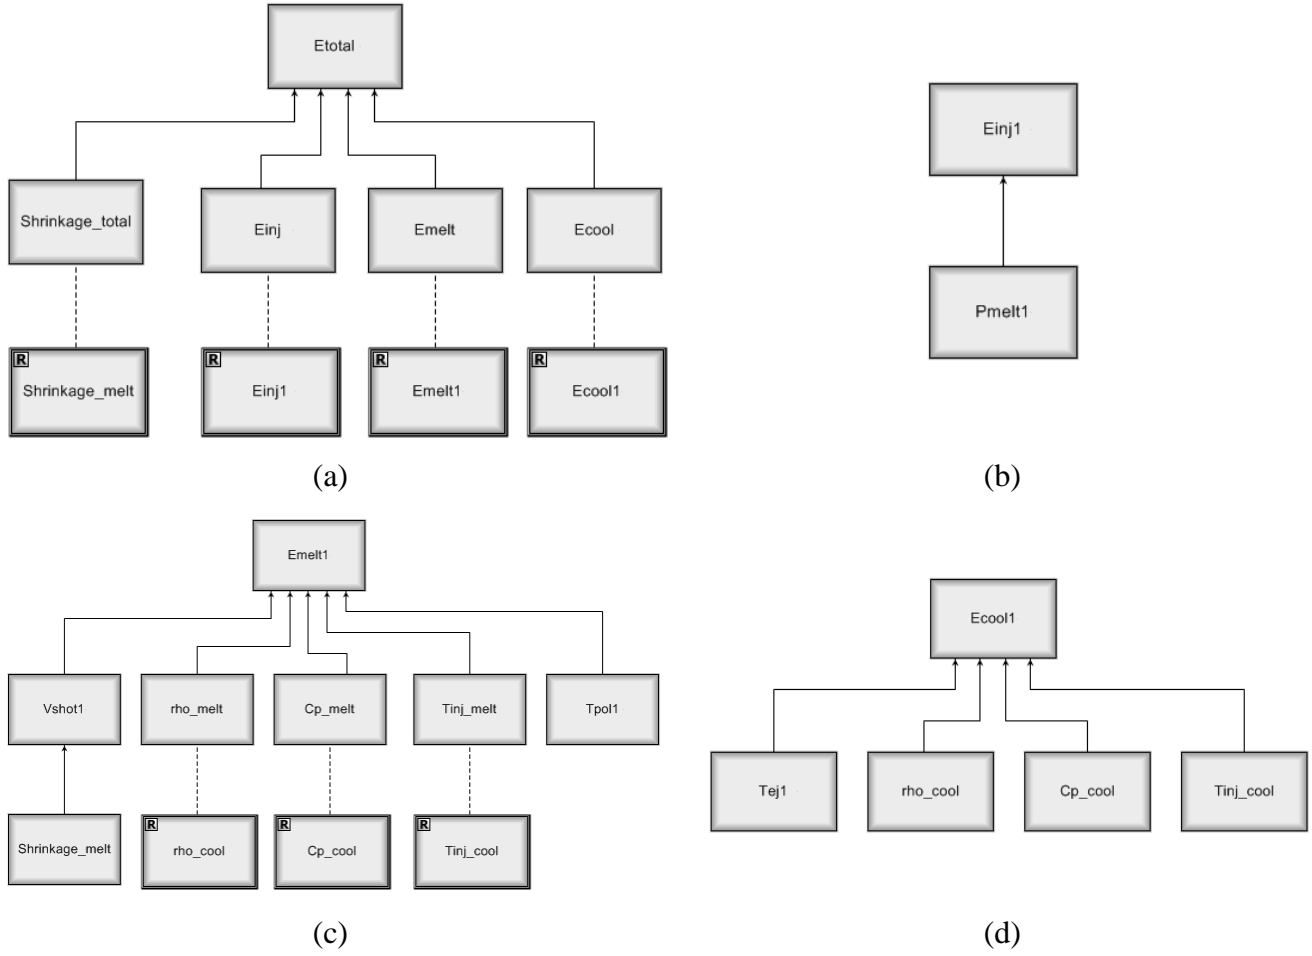 Etotal
Shrinkage_total
Einj
Emelt
Ecool
R
Shrinkage_melt
R
Einj1
R
Emelt1
R
Ecool1
(a)
Einj1
Pmelt1
(b)
Emelt1
Vshot1
rho_melt
Cp_melt
Tinj_melt
Tpol1
Shrinkage_melt
R
rho_cool
R
Cp_cool
R
Tinj_cool
(c)
Ecool1
Tej1
rho_cool
Cp_cool
Tinj_cool
(d)